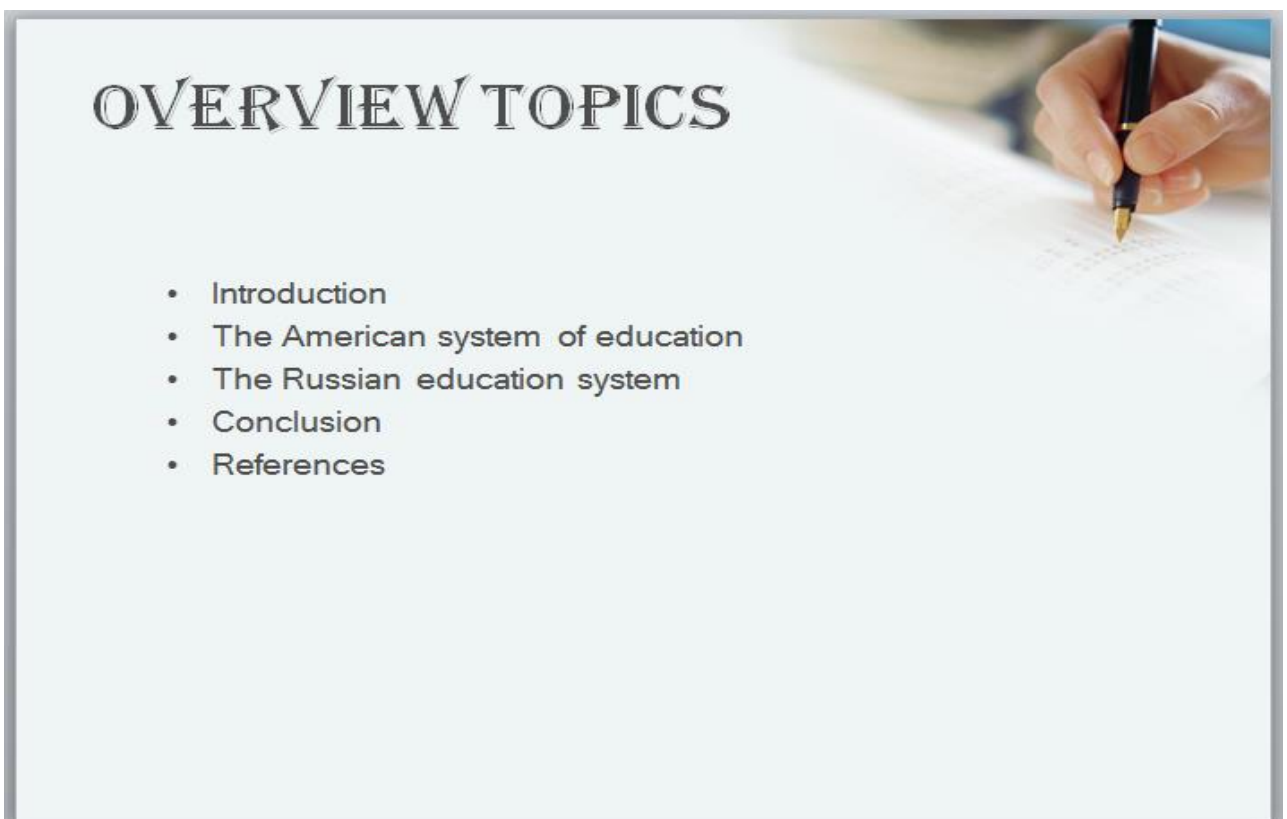 OVERVIEW TOPICS
• Introduction
• The American system of education
• The Russian education system
• Conclusion
• References